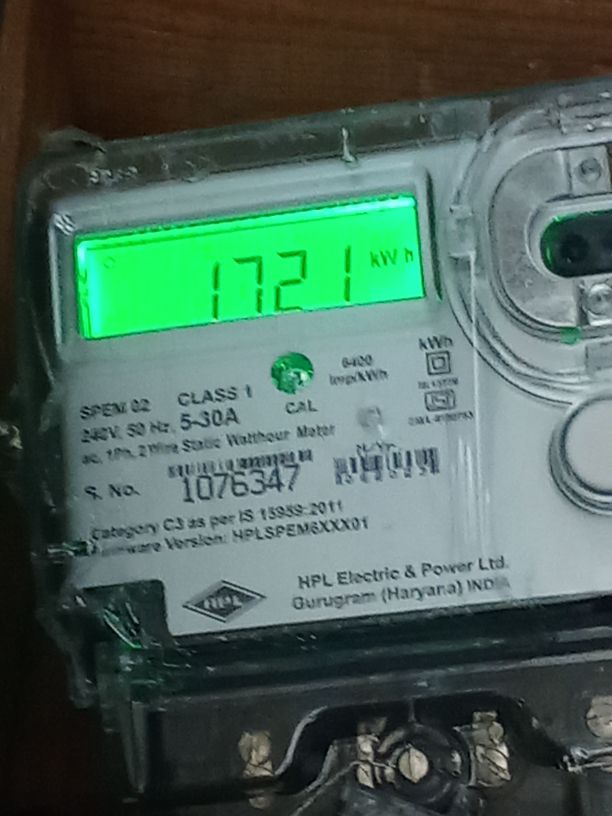 1721 kWh
kWh
6400
imp/kWh
CAL
SPEM 02 CLASS 1
240V, 50 Hz, 5-30A
ac, 1Ph, 2 Wire Static Watthour Meter
S. No. 1076347
Category C3 as per IS 15959:2011
Firmware Version: HPLSPEM6XXX01
HPL
HPL Electric & Power Ltd.
Gurugram (Haryana) INDIA